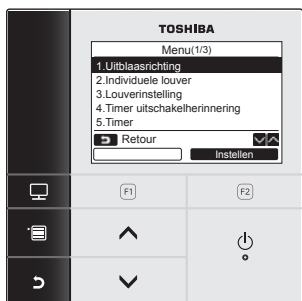 TOSHIBA
Menu(1/3)
1.Uitblaasrichting
2.Individuele louver
3.Louverinstelling
4.Timer uitschakelherinnering
5.Timer
Retour
Instellen
F1
F2